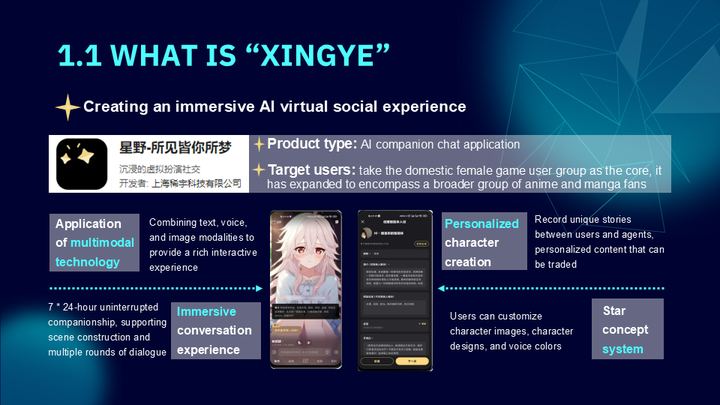 1.1 WHAT IS “XINGYE”
Creating an immersive AI virtual social experience
星野-所见皆你所梦
沉浸的虚拟扮演社交
开发者: 上海稀宇科技有限公司
Product type: AI companion chat application
Target users: take the domestic female game user group as the core, it
has expanded to encompass a broader group of anime and manga fans
Application
of multimodal
technology
Combining text, voice,
and image modalities to
provide a rich interactive
experience
7 * 24-hour uninterrupted
companionship, supporting
scene construction and
multiple rounds of dialogue
Immersive
conversation
experience
Personalized
character
creation
Record unique stories
between users and agents,
personalized content that can
be traded
Users can customize
character images, character
designs, and voice colors
Star
concept
system